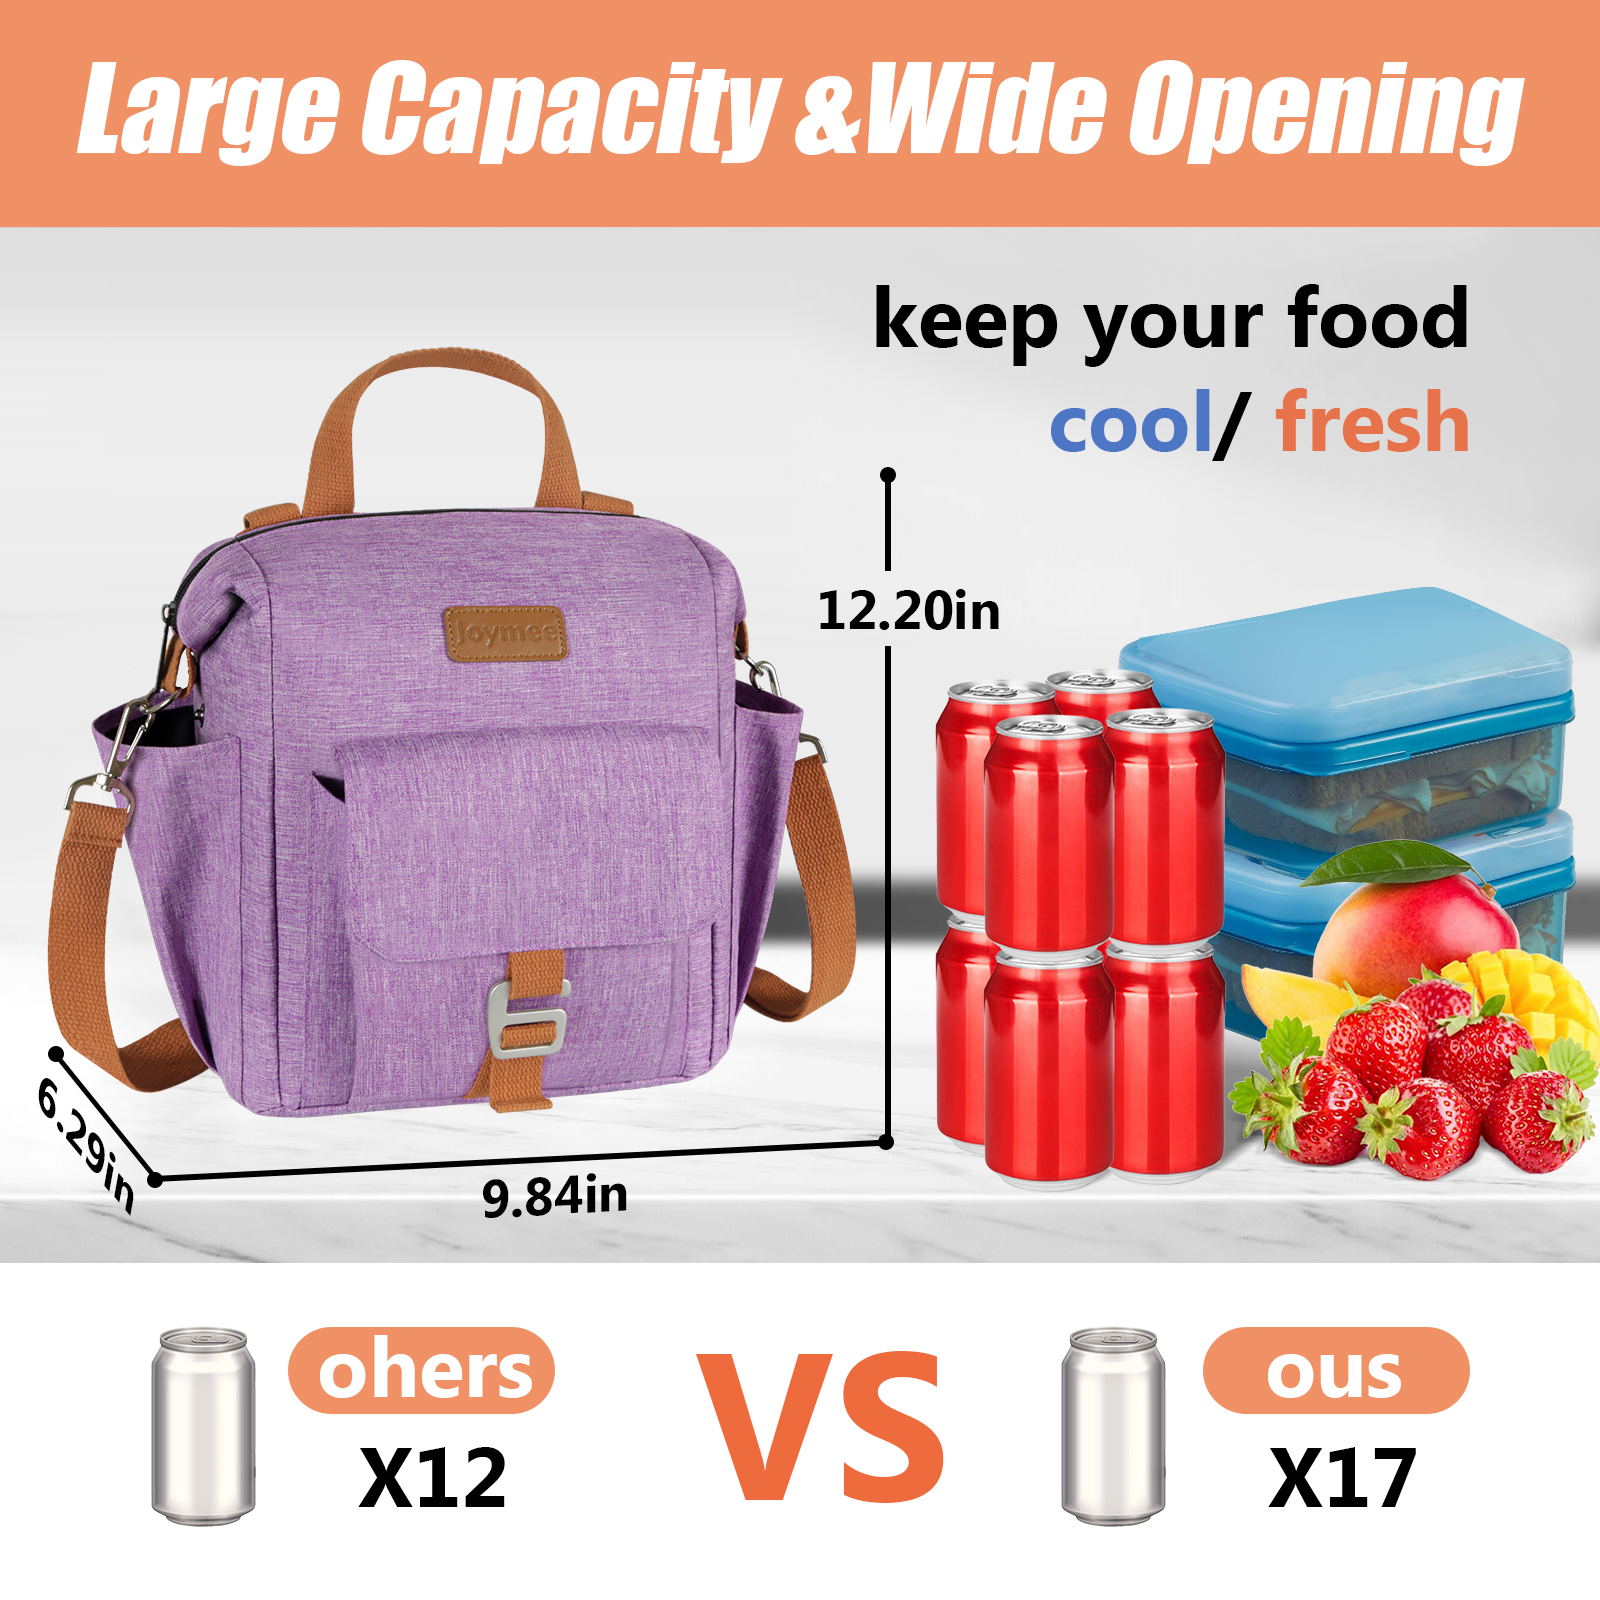 Large Capacity &Wide Opening
keep your food
cool/ fresh
12.20in
Joymee
6.29in
9.84in
ohers
X12
VS
ous
X17